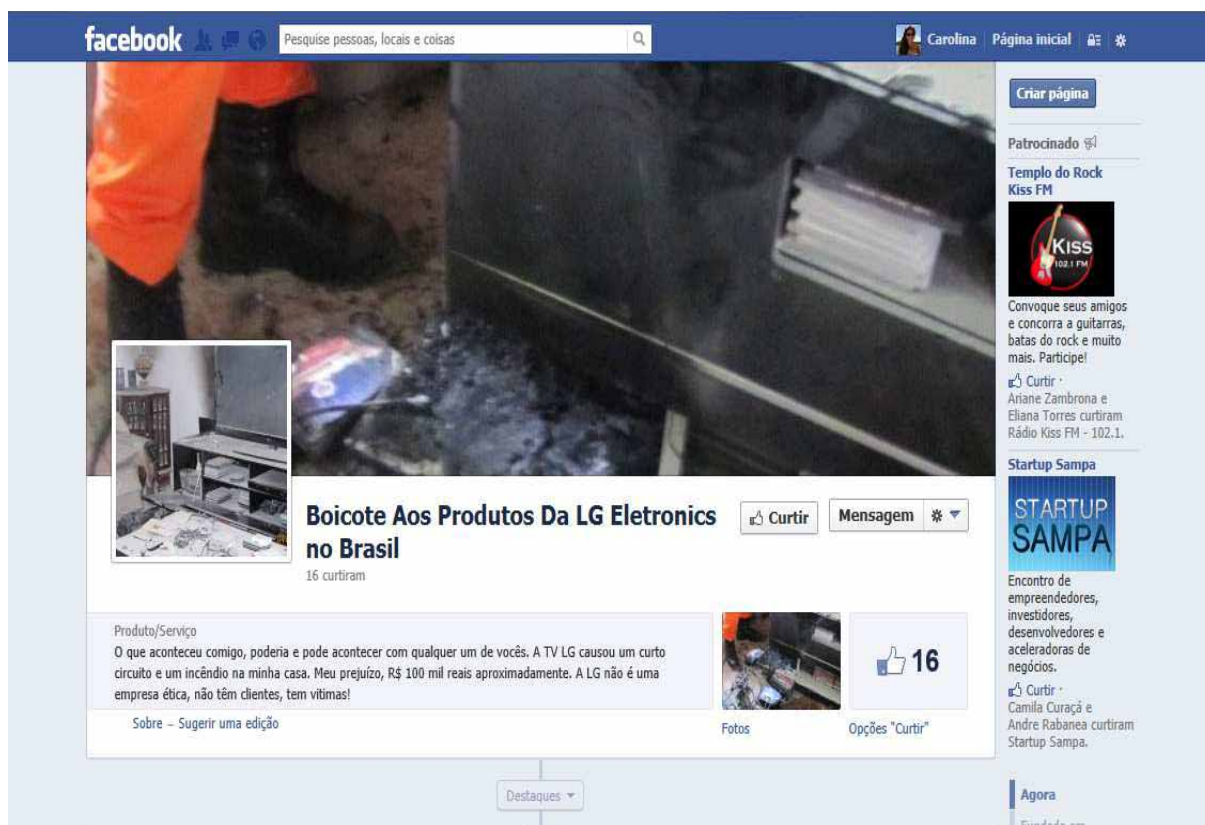 facebook
Pesquise pessoas, locais e coisas
Carolina
Página inicial
Criar página
Patrocinado
Templo do Rock
Kiss FM
KISS
102.1 FM
Convoque seus amigos
e concorra a guitarras,
batas do rock e muito
mais. Participe!
Curtir ·
Ariane Zambrona e
Eliana Torres curtiram
Rádio Kiss FM - 102.1.
Startup Sampa
STARTUP
SAMPA
Encontro de
empreendedores,
investidores,
desenvolvedores e
aceleradoras de
negócios.
Curtir ·
Camila Curaçá e
Andre Rabanea curtiram
Startup Sampa.
Boicote Aos Produtos Da LG Eletronics
no Brasil
16 curtiram
Curtir
Mensagem
Produto/Serviço
O que aconteceu comigo, poderia e pode acontecer com qualquer um de vocês. A TV LG causou um curto
circuito e um incêndio na minha casa. Meu prejuízo, R$ 100 mil reais aproximadamente. A LG não é uma
empresa ética, não têm clientes, tem vitimas!
Sobre – Sugerir uma edição
Fotos
16
Opções "Curtir"
Destaques
Agora